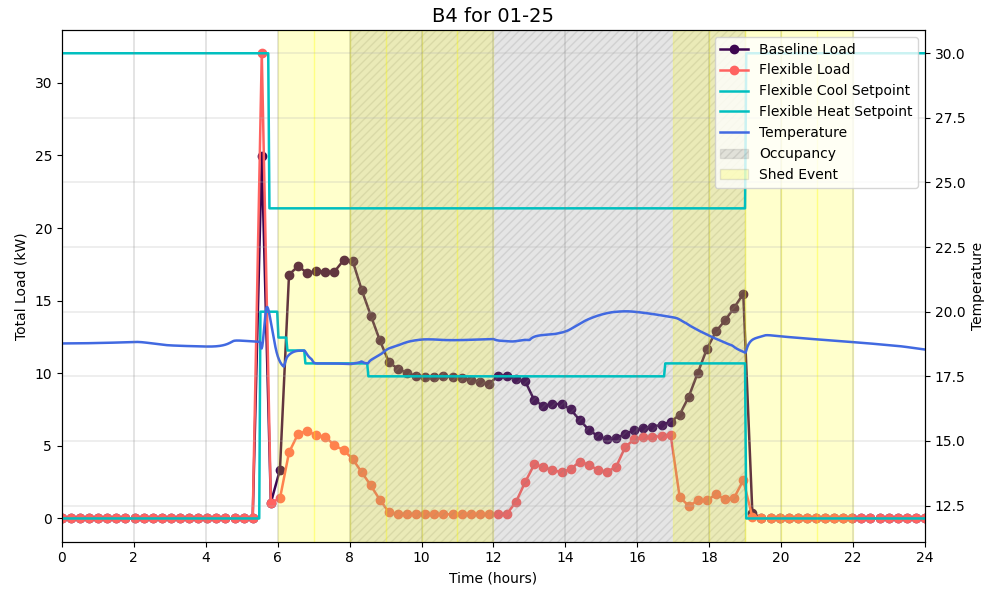 B4 for 01-25
Total Load (kW)
30
25
20
15
10
5
0
0 2 4 6 8 10 12 14 16 18 20 22 24
Time (hours)
30.0
27.5
25.0
22.5
20.0
17.5
15.0
12.5
Temperature
Baseline Load
Flexible Load
Flexible Cool Setpoint
Flexible Heat Setpoint
Temperature
Occupancy
Shed Event